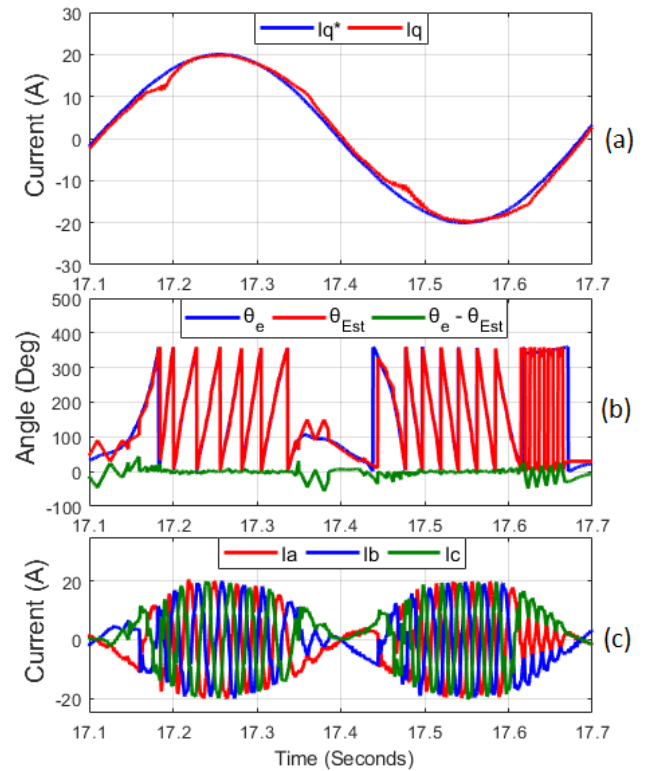 Iq* Iq
30
20
10
0
-10
-20
-30
Current (A)
17.1 17.2 17.3 17.4 17.5 17.6 17.7
(a)
θe θEst θe - θEst
500
400
300
200
100
0
-100
Angle (Deg)
17.1 17.2 17.3 17.4 17.5 17.6 17.7
(b)
Ia Ib Ic
20
0
-20
Current (A)
17.1 17.2 17.3 17.4 17.5 17.6 17.7
Time (Seconds)
(c)